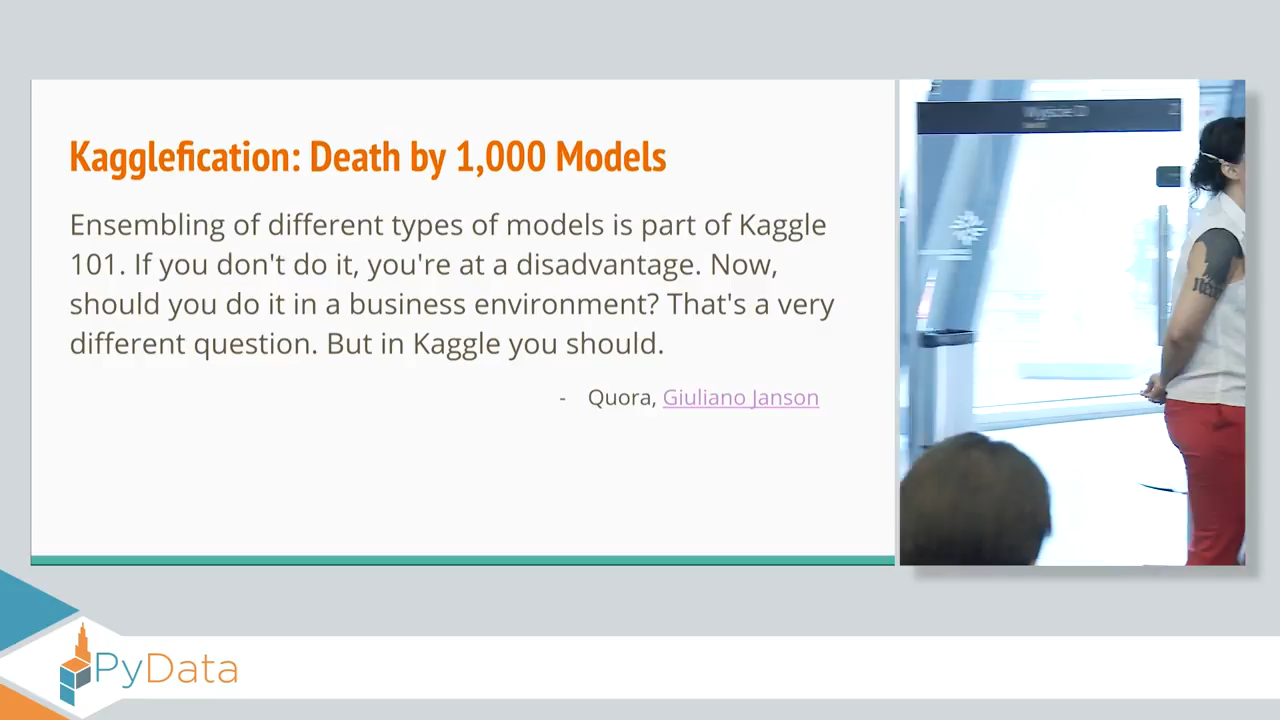 Kagglefication: Death by 1,000 Models
Ensembling of different types of models is part of Kaggle
101. If you don't do it, you're at a disadvantage. Now,
should you do it in a business environment? That's a very
different question. But in Kaggle you should.
- Quora, Giuliano Janson
PyData